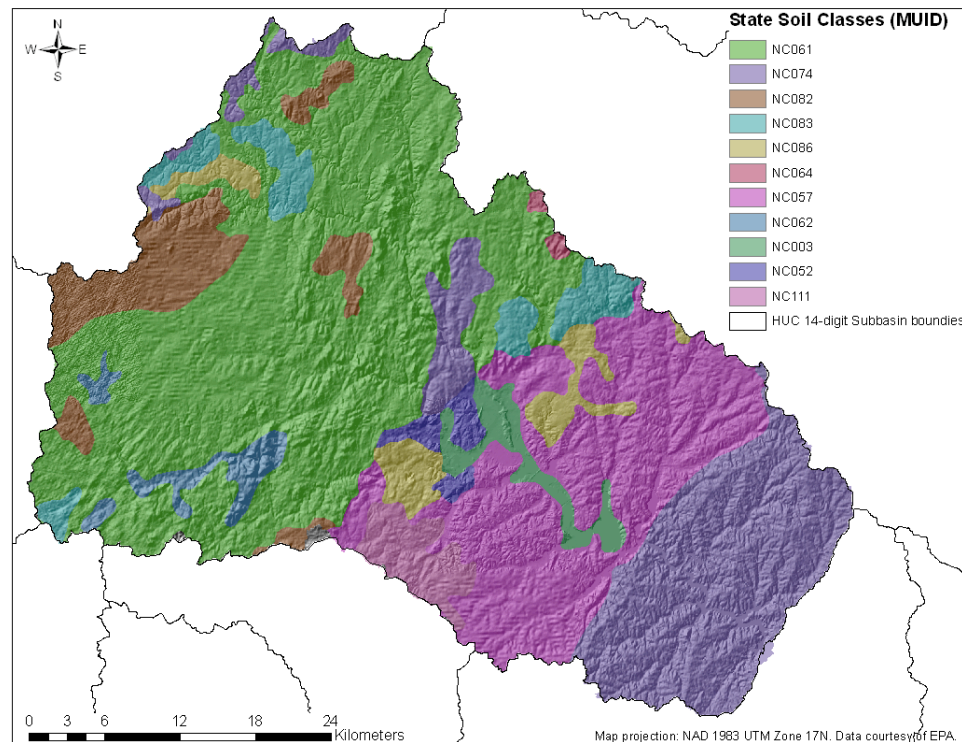 State Soil Classes (MUID)
N
W E
S
NC061
NC074
NC082
NC083
NC086
NC064
NC057
NC062
NC003
NC052
NC111
HUC 14-digit Subbasin boundies
0 3 6 12 18 24
Kilometers
Map projection: NAD 1983 UTM Zone 17N. Data courtesy of EPA.